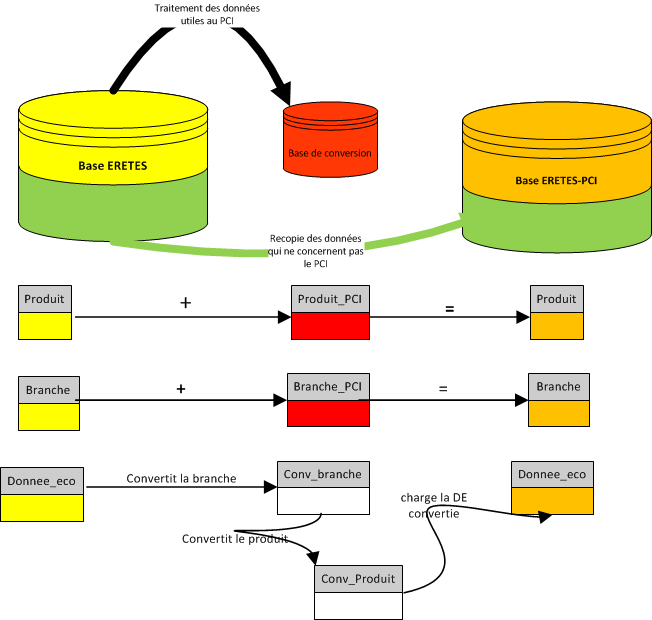 Traitement des données
utiles au PCI
Base ERETES
Base de conversion
Base ERETES-PCI
Recopie des données
qui ne concernent pas
le PCI
Produit
+
Produit_PCI
=
Produit
Branche
+
Branche_PCI
=
Branche
Donnee_eco
Convertit la branche
Conv_branche
Donnee_eco
charge la DE
convertie
Convertit le produit
Conv_Produit